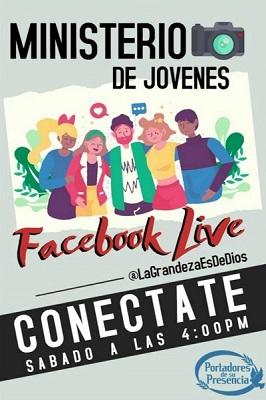 MINISTERIO
DE JOVENES
Facebook Live
@LaGrandezaEsDeDios
CONECTATE
SABADO A LAS 4:00PM
Portadores
de su
Presencia